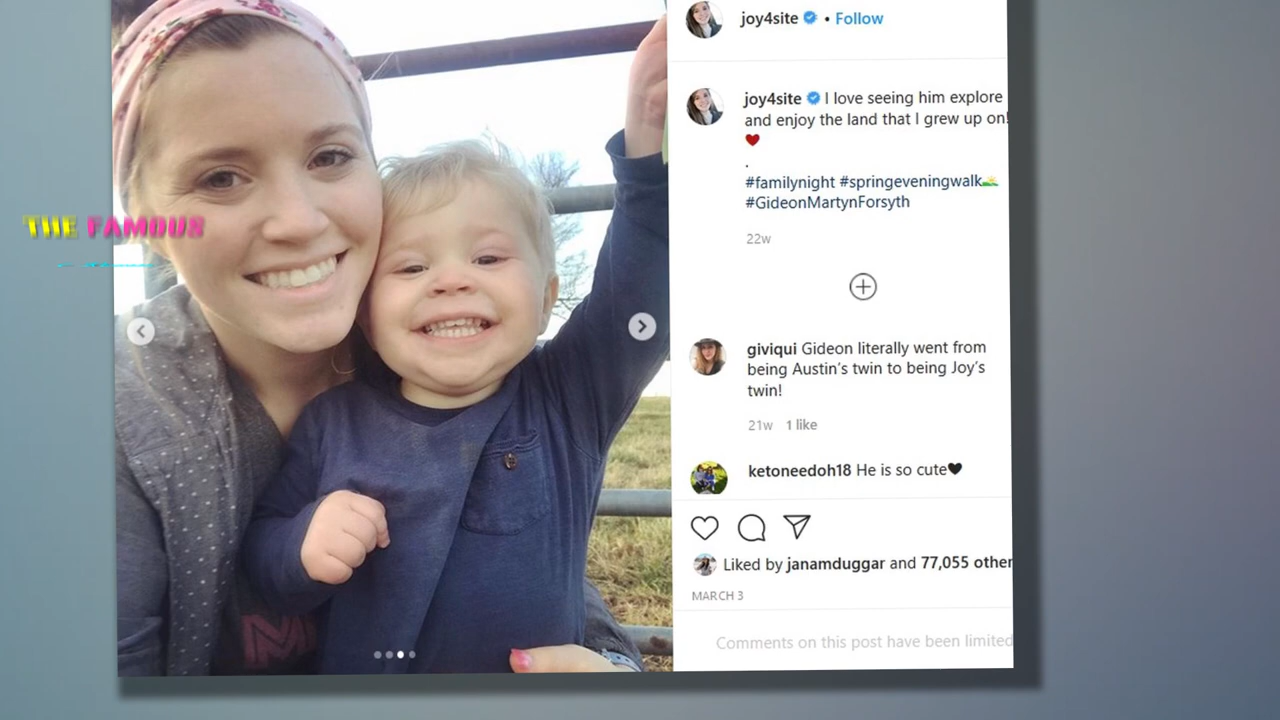 joy4site • Follow
joy4site I love seeing him explore
and enjoy the land that I grew up on!
❤️
.
#familynight #springeveningwalk🌤️
#GideonMartynForsyth
22w
THE FAMOUS
giviqui Gideon literally went from
being Austin's twin to being Joy's
twin!
21w 1 like
ketoneedoh18 He is so cute🖤
Liked by janamduggar and 77,055 other
MARCH 3
Comments on this post have been limited